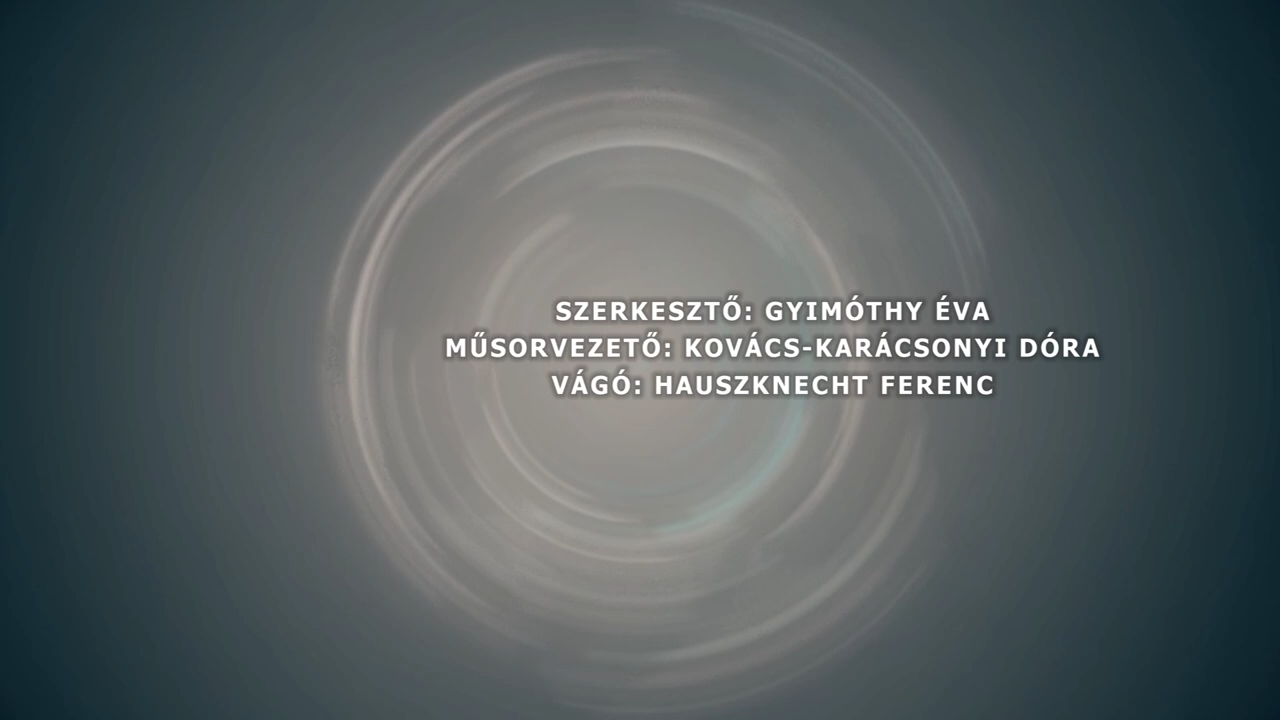 SZERKESZTŐ: GYIMÓTHY ÉVA
MŰSORVEZETŐ: KOVÁCS-KARÁCSONYI DÓRA
VÁGÓ: HAUSZKNECHT FERENC